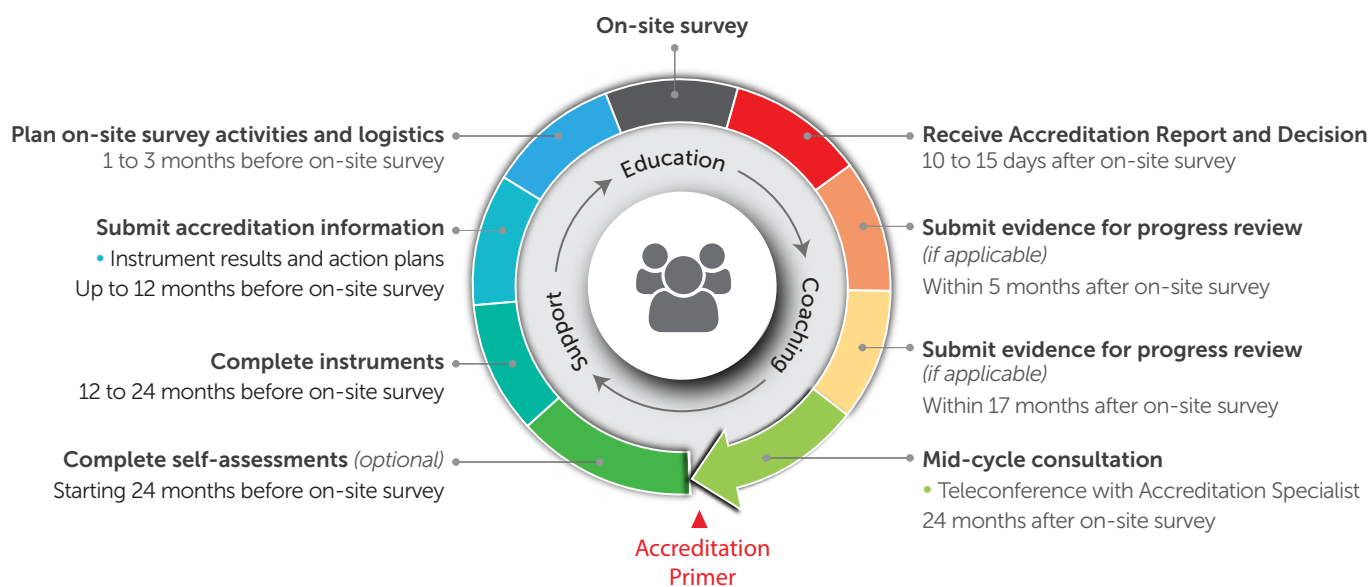 On-site survey
Plan on-site survey activities and logistics
1 to 3 months before on-site survey
Submit accreditation information
• Instrument results and action plans
Up to 12 months before on-site survey
Complete instruments
12 to 24 months before on-site survey
Complete self-assessments (optional)
Starting 24 months before on-site survey
Education
Coaching
Support
Receive Accreditation Report and Decision
10 to 15 days after on-site survey
Submit evidence for progress review
(if applicable)
Within 5 months after on-site survey
Submit evidence for progress review
(if applicable)
Within 17 months after on-site survey
Mid-cycle consultation
• Teleconference with Accreditation Specialist
24 months after on-site survey
Accreditation
Primer